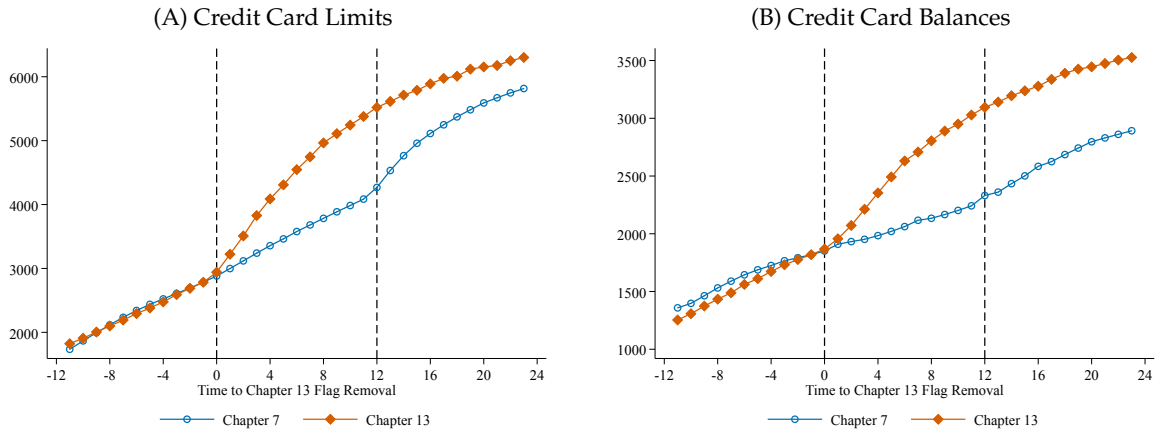 (A) Credit Card Limits
6000
5000
4000
3000
2000
-12 -8 -4 0 4 8 12 16 20 24
Time to Chapter 13 Flag Removal
Chapter 7 Chapter 13
(B) Credit Card Balances
3500
3000
2500
2000
1500
1000
-12 -8 -4 0 4 8 12 16 20 24
Time to Chapter 13 Flag Removal
Chapter 7 Chapter 13